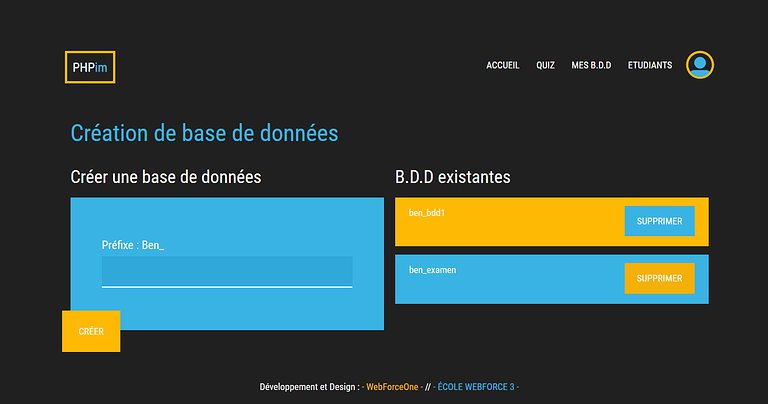 PHPim
ACCUEIL QUIZ MES B.D.D ETUDIANTS
Création de base de données
Créer une base de données
Préfixe : Ben_
CRÉER
B.D.D existantes
ben_bdd1 SUPPRIMER
ben_examen SUPPRIMER
Développement et Design : - WebForceOne - // - ÉCOLE WEBFORCE 3 -